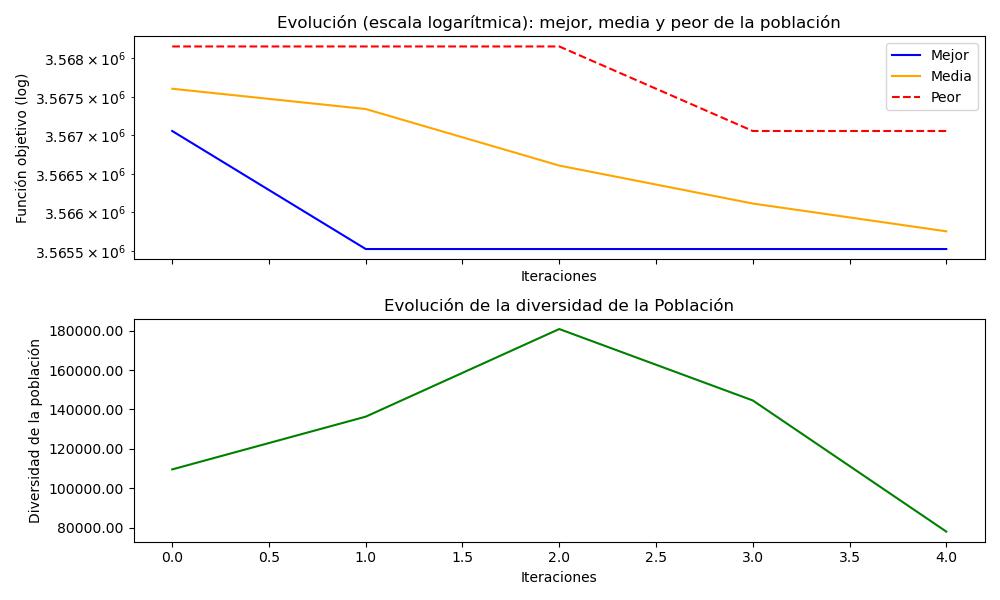 Evolución (escala logarítmica): mejor, media y peor de la población
Función objetivo (log)
3.568 × 10⁶
3.5675 × 10⁶
3.567 × 10⁶
3.5665 × 10⁶
3.566 × 10⁶
3.5655 × 10⁶
Mejor
Media
Peor
Iteraciones
Evolución de la diversidad de la Población
Diversidad de la población
180000.00
160000.00
140000.00
120000.00
100000.00
80000.00
0.0 0.5 1.0 1.5 2.0 2.5 3.0 3.5 4.0
Iteraciones